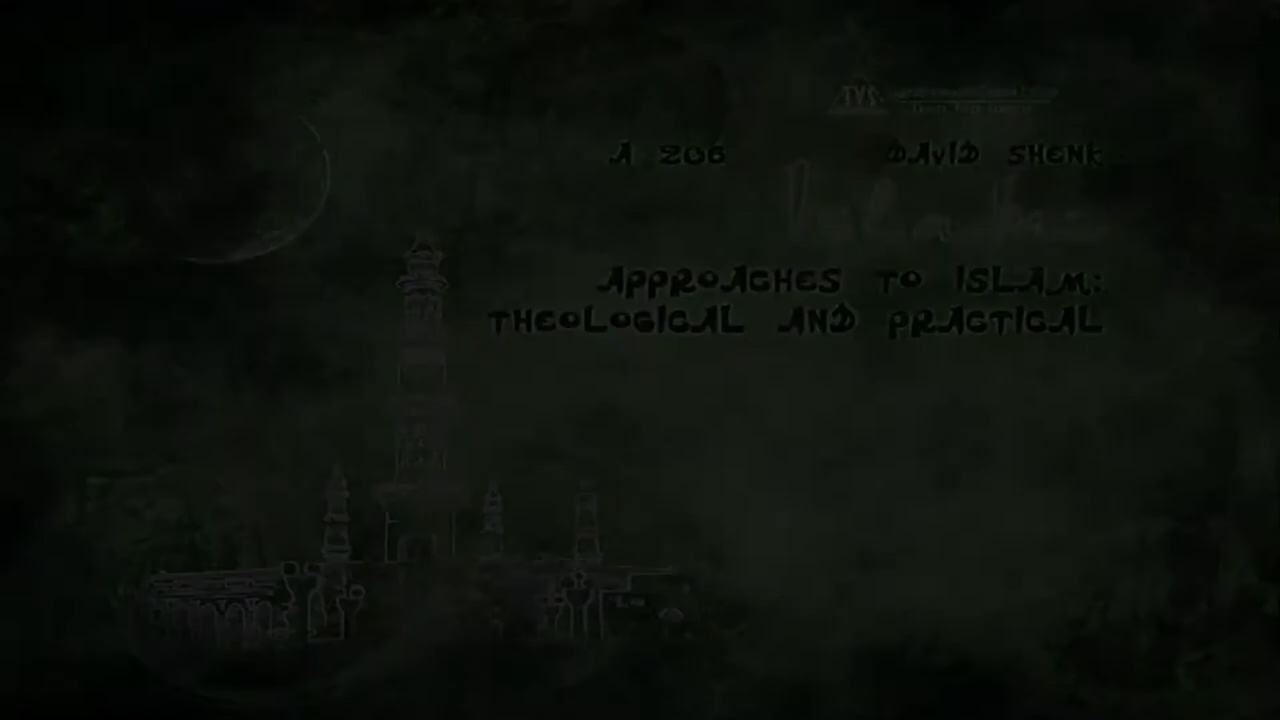 A 206 DAVID SHENK
APPROACHES TO ISLAM:
THEOLOGICAL AND PRACTICAL